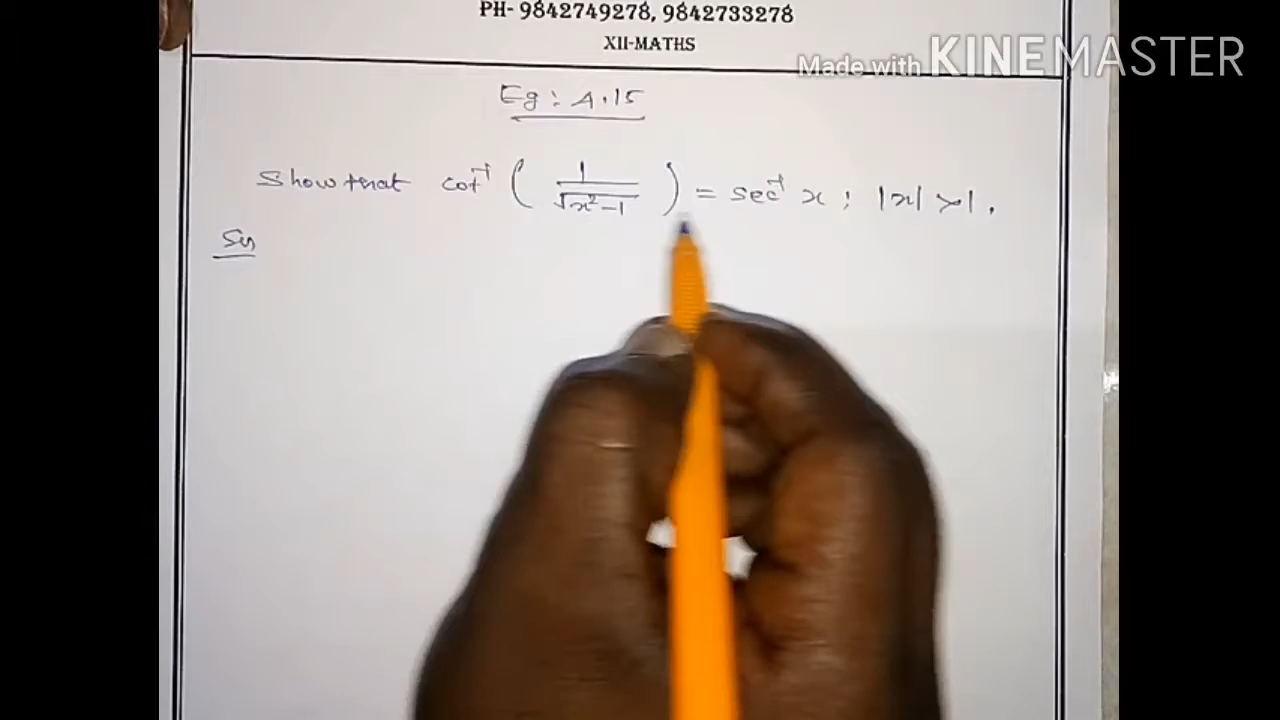 PH- 9842749278, 9842733278
XII-MATHS
Made with KINEMASTER
Eg : 4.15
Show that cot⁻¹ ( 1 / √x²-1 ) = sec⁻¹ x ; |x| >1.
Sn